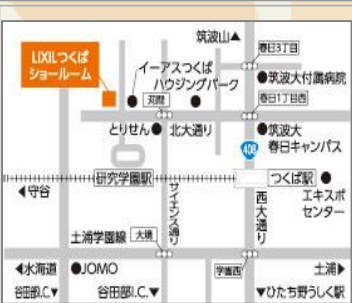 筑波山▲
LIXILつくば
ショールーム
春日3丁目
イーアスつくば
ハウジングパーク
●筑波大付属病院
苅間
春日1丁目西
とりせん●
北大通り
●筑波大
春日キャンパス
408
研究学園駅
つくば駅
◀守谷
サイエンス通り
西大通り
エキスポ
センター
土浦学園線
大境
◀水海道
●JOMO
学園西
土浦▶
谷田部I.C.▼
谷田部I.C.▼
▼ひたち野うしく駅